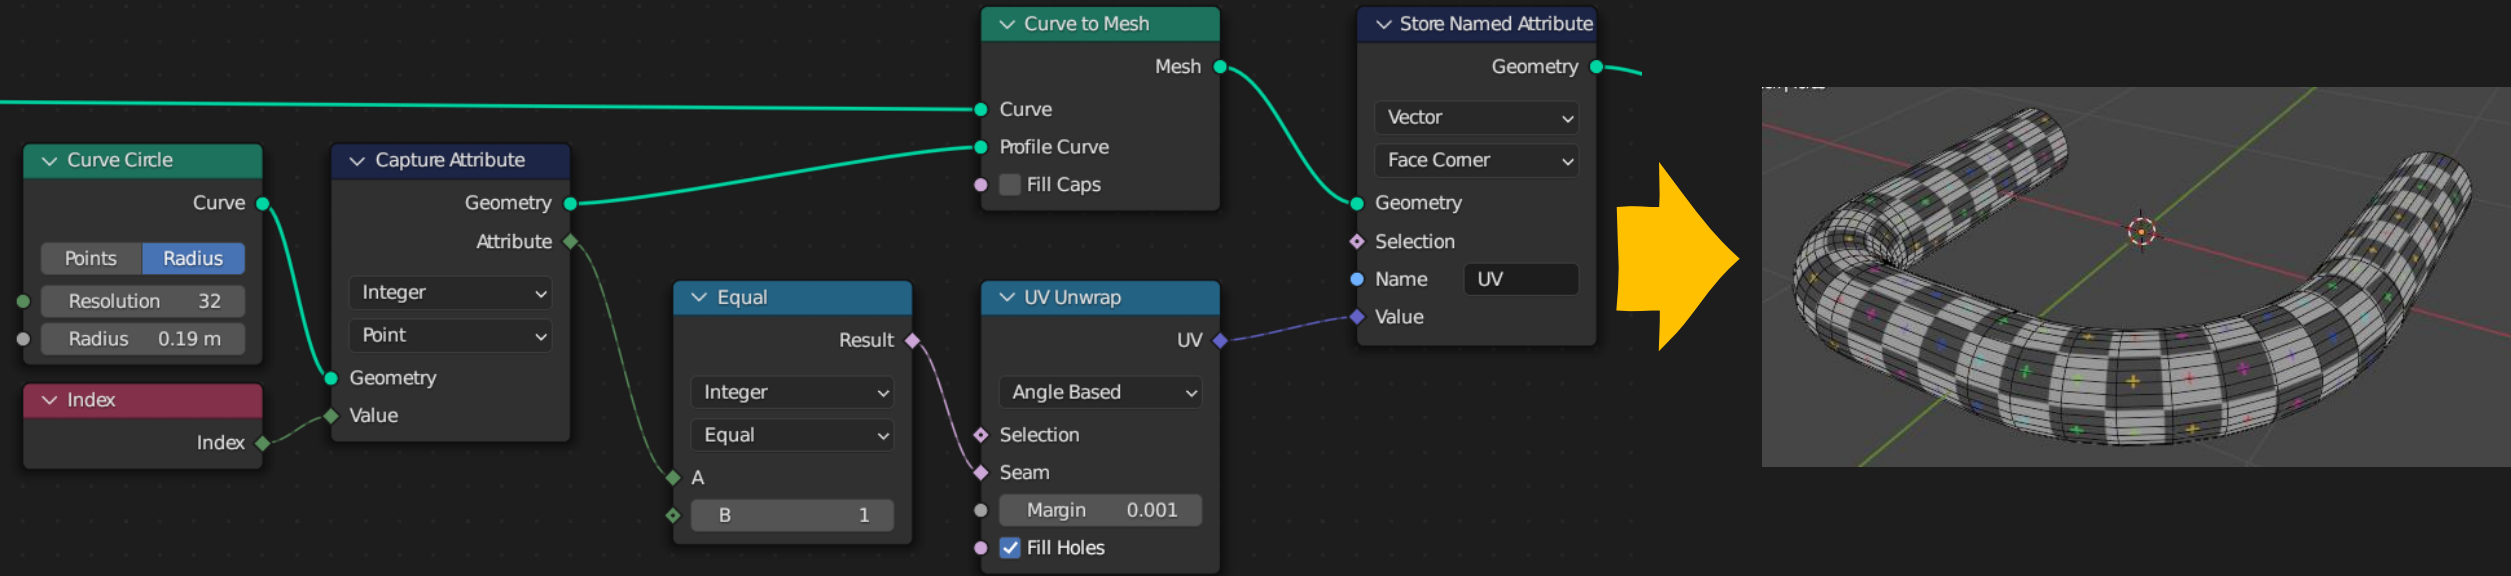 Curve Circle
Curve
Points Radius
Resolution 32
Radius 0.19 m
Index
Index
Capture Attribute
Geometry
Attribute
Integer
Point
Geometry
Value
Equal
Result
Integer
Equal
A
B 1
Curve to Mesh
Mesh
Curve
Profile Curve
Fill Caps
UV Unwrap
UV
Angle Based
Selection
Seam
Margin 0.001
Fill Holes
Store Named Attribute
Geometry
Vector
Face Corner
Geometry
Selection
Name UV
Value